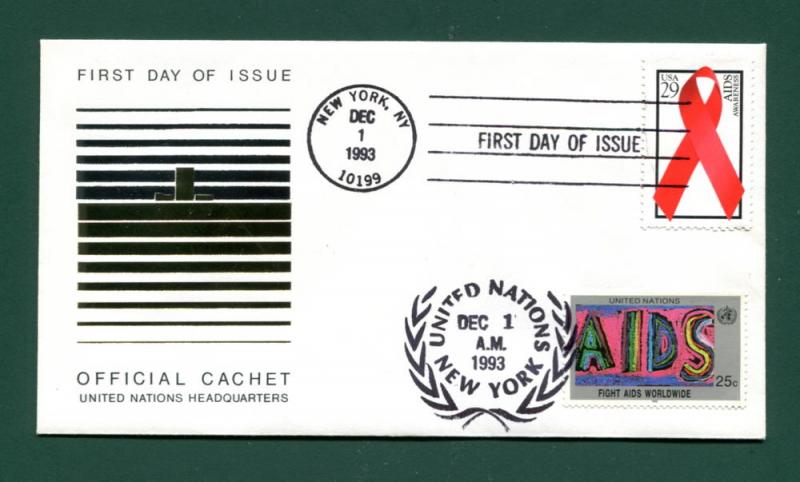 FIRST DAY OF ISSUE
OFFICIAL CACHET
UNITED NATIONS HEADQUARTERS
NEW YORK, NY
DEC
1
1993
10199
FIRST DAY OF ISSUE
USA
29
AIDS
AWARENESS
UNITED NATIONS
DEC 1
A.M.
1993
NEW YORK
UNITED NATIONS
AIDS
25c
FIGHT AIDS WORLDWIDE